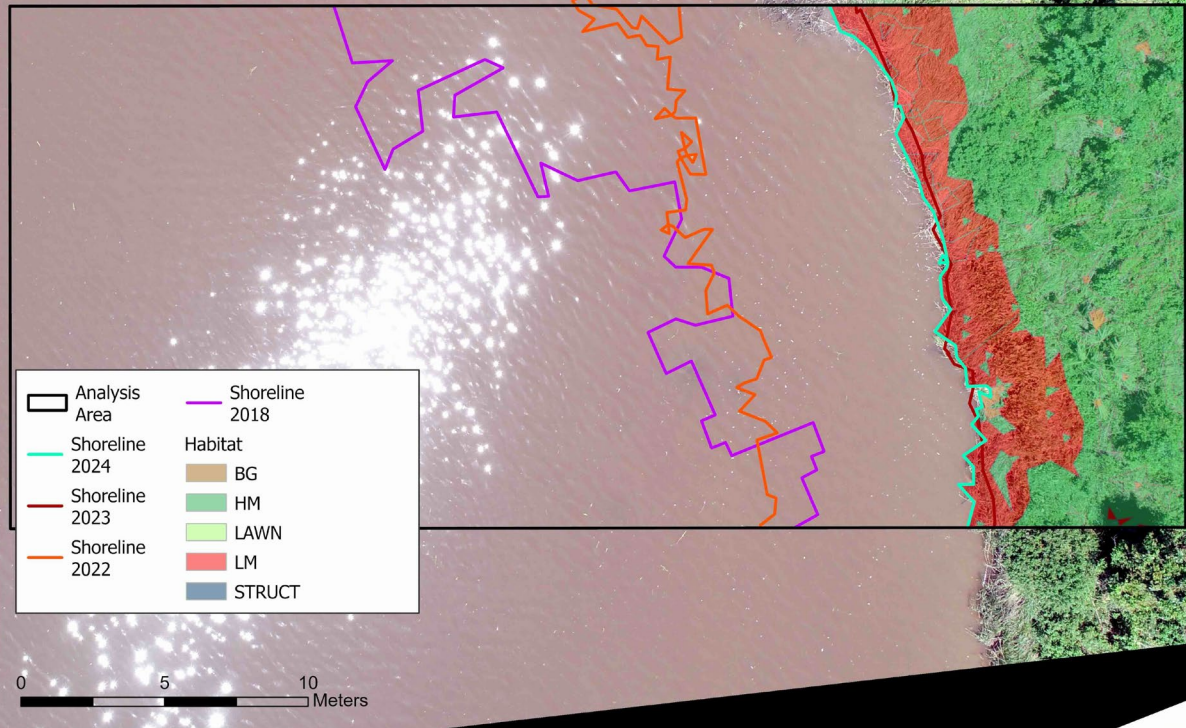 Analysis
Area
Shoreline
2024
Shoreline
2023
Shoreline
2022
Shoreline
2018
Habitat
BG
HM
LAWN
LM
STRUCT
0 5 10
Meters